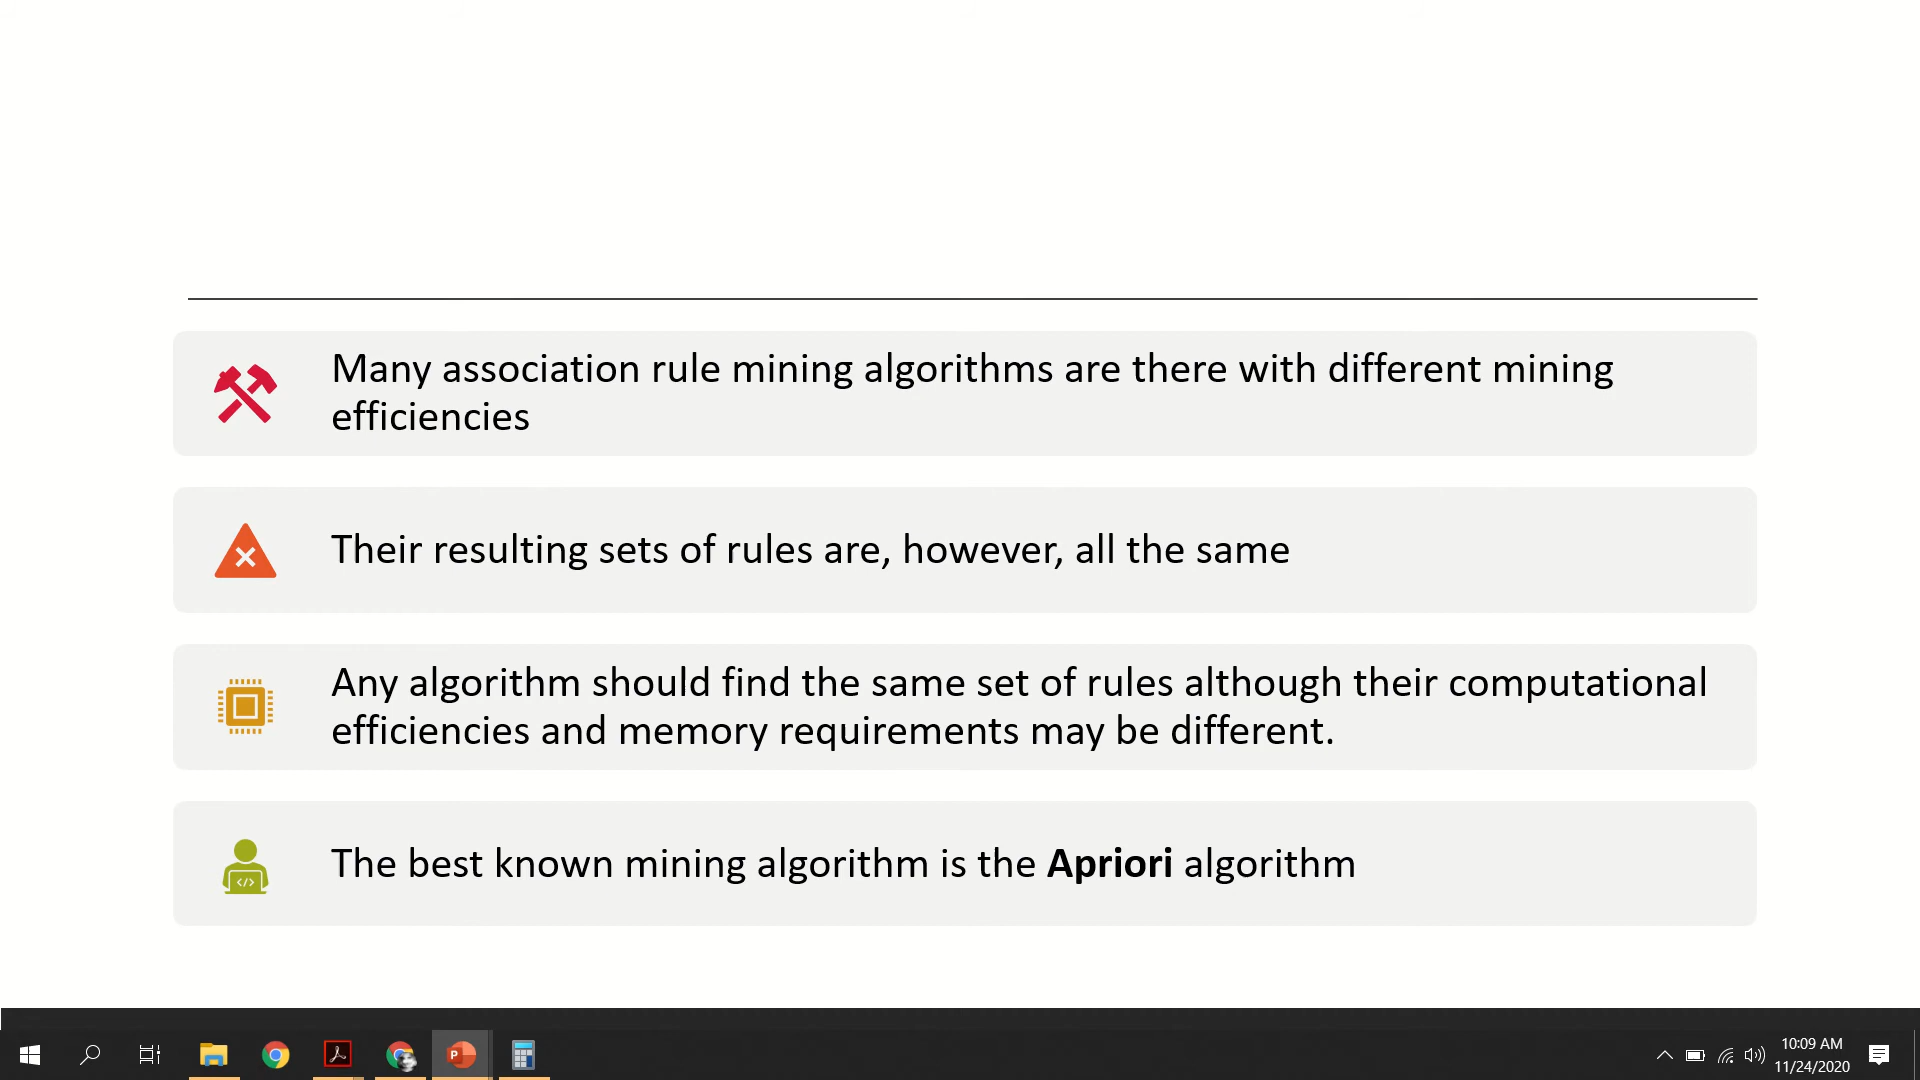 Many association rule mining algorithms are there with different mining
efficiencies
Their resulting sets of rules are, however, all the same
Any algorithm should find the same set of rules although their computational
efficiencies and memory requirements may be different.
</>
The best known mining algorithm is the Apriori algorithm
P
10:09 AM
11/24/2020